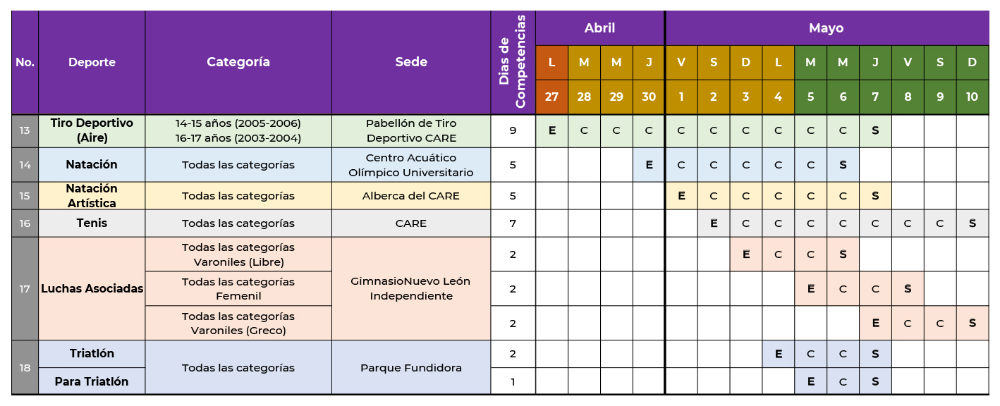 No. Deporte Categoría Sede Dias de Competencias Abril Mayo
L M M J V S D L M M J V S D
27 28 29 30 1 2 3 4 5 6 7 8 9 10
13 Tiro Deportivo (Aire) 14-15 años (2005-2006) 16-17 años (2003-2004) Pabellón de Tiro Deportivo CARE 9 E C C C C C C C C C S
14 Natación Todas las categorías Centro Acuático Olímpico Universitario 5 E C C C C C S
15 Natación Artística Todas las categorías Alberca del CARE 5 E C C C C C S
16 Tenis Todas las categorías CARE 7 E C C C C C C C S
17 Luchas Asociadas Todas las categorías Varoniles (Libre) GimnasioNuevo León Independiente 2 E C C S
Todas las categorías Femenil 2 E C C S
Todas las categorías Varoniles (Greco) 2 E C C S
18 Triatlón Todas las categorías Parque Fundidora 2 E C C S
Para Triatlón 1 E C S